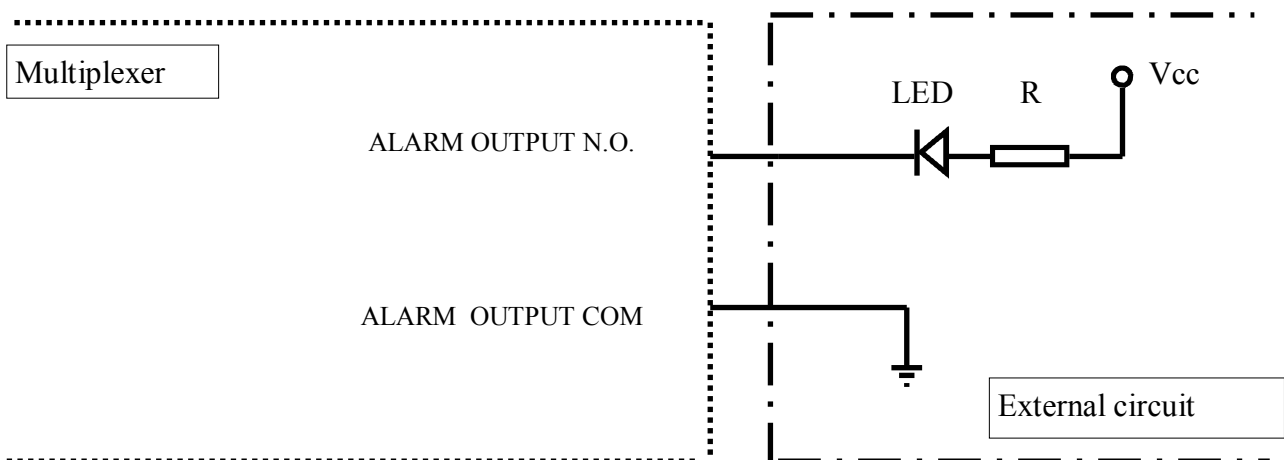 Multiplexer
Vcc
LED R
ALARM OUTPUT N.O.
ALARM OUTPUT COM
External circuit